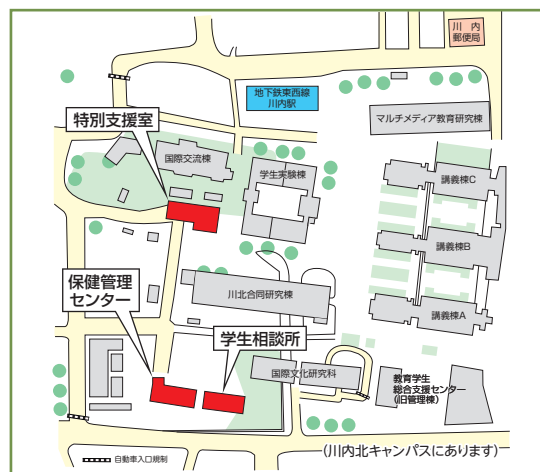 川内
郵便局
地下鉄東西線
川内駅
特別支援室
マルチメディア教育研究棟
国際交流棟
学生実験棟
講義棟C
講義棟B
保健管理
センター
川北合同研究棟
講義棟A
学生相談所
国際文化研究科
教育学生
総合支援センター
(旧管理棟)
(川内北キャンパスにあります)
自動車入口規制